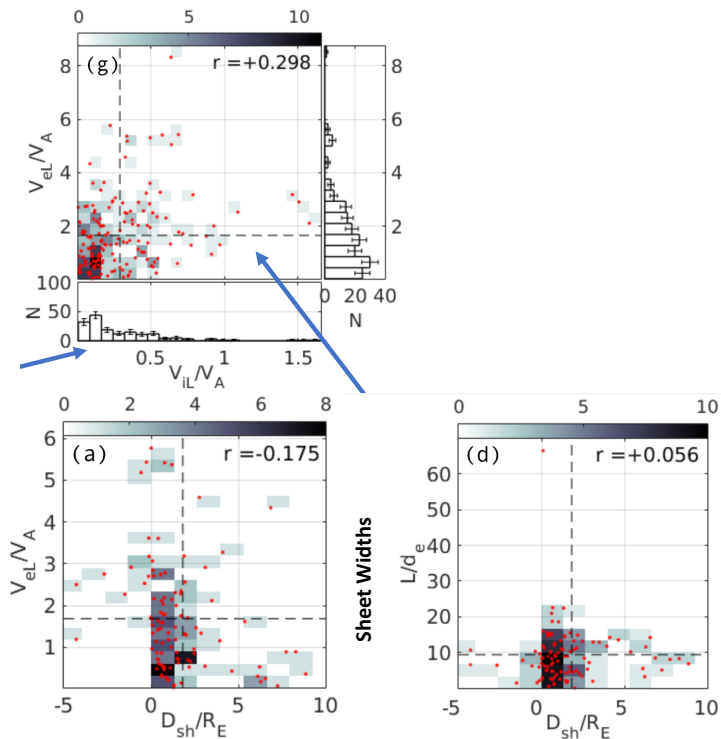 0 5 10
(g) r =+0.298
8
6
4
2
V_eL/V_A
8
6
4
2
0 20 40
N
100
50
0
N
0.5 1 1.5
V_iL/V_A
0 2 4 6 8
(a) r =-0.175
6
5
4
3
2
1
V_eL/V_A
-5 0 5 10
D_sh/R_E
Sheet Widths
0 5 10
(d) r =+0.056
60
50
40
30
20
10
L/d_e
-5 0 5 10
D_sh/R_E